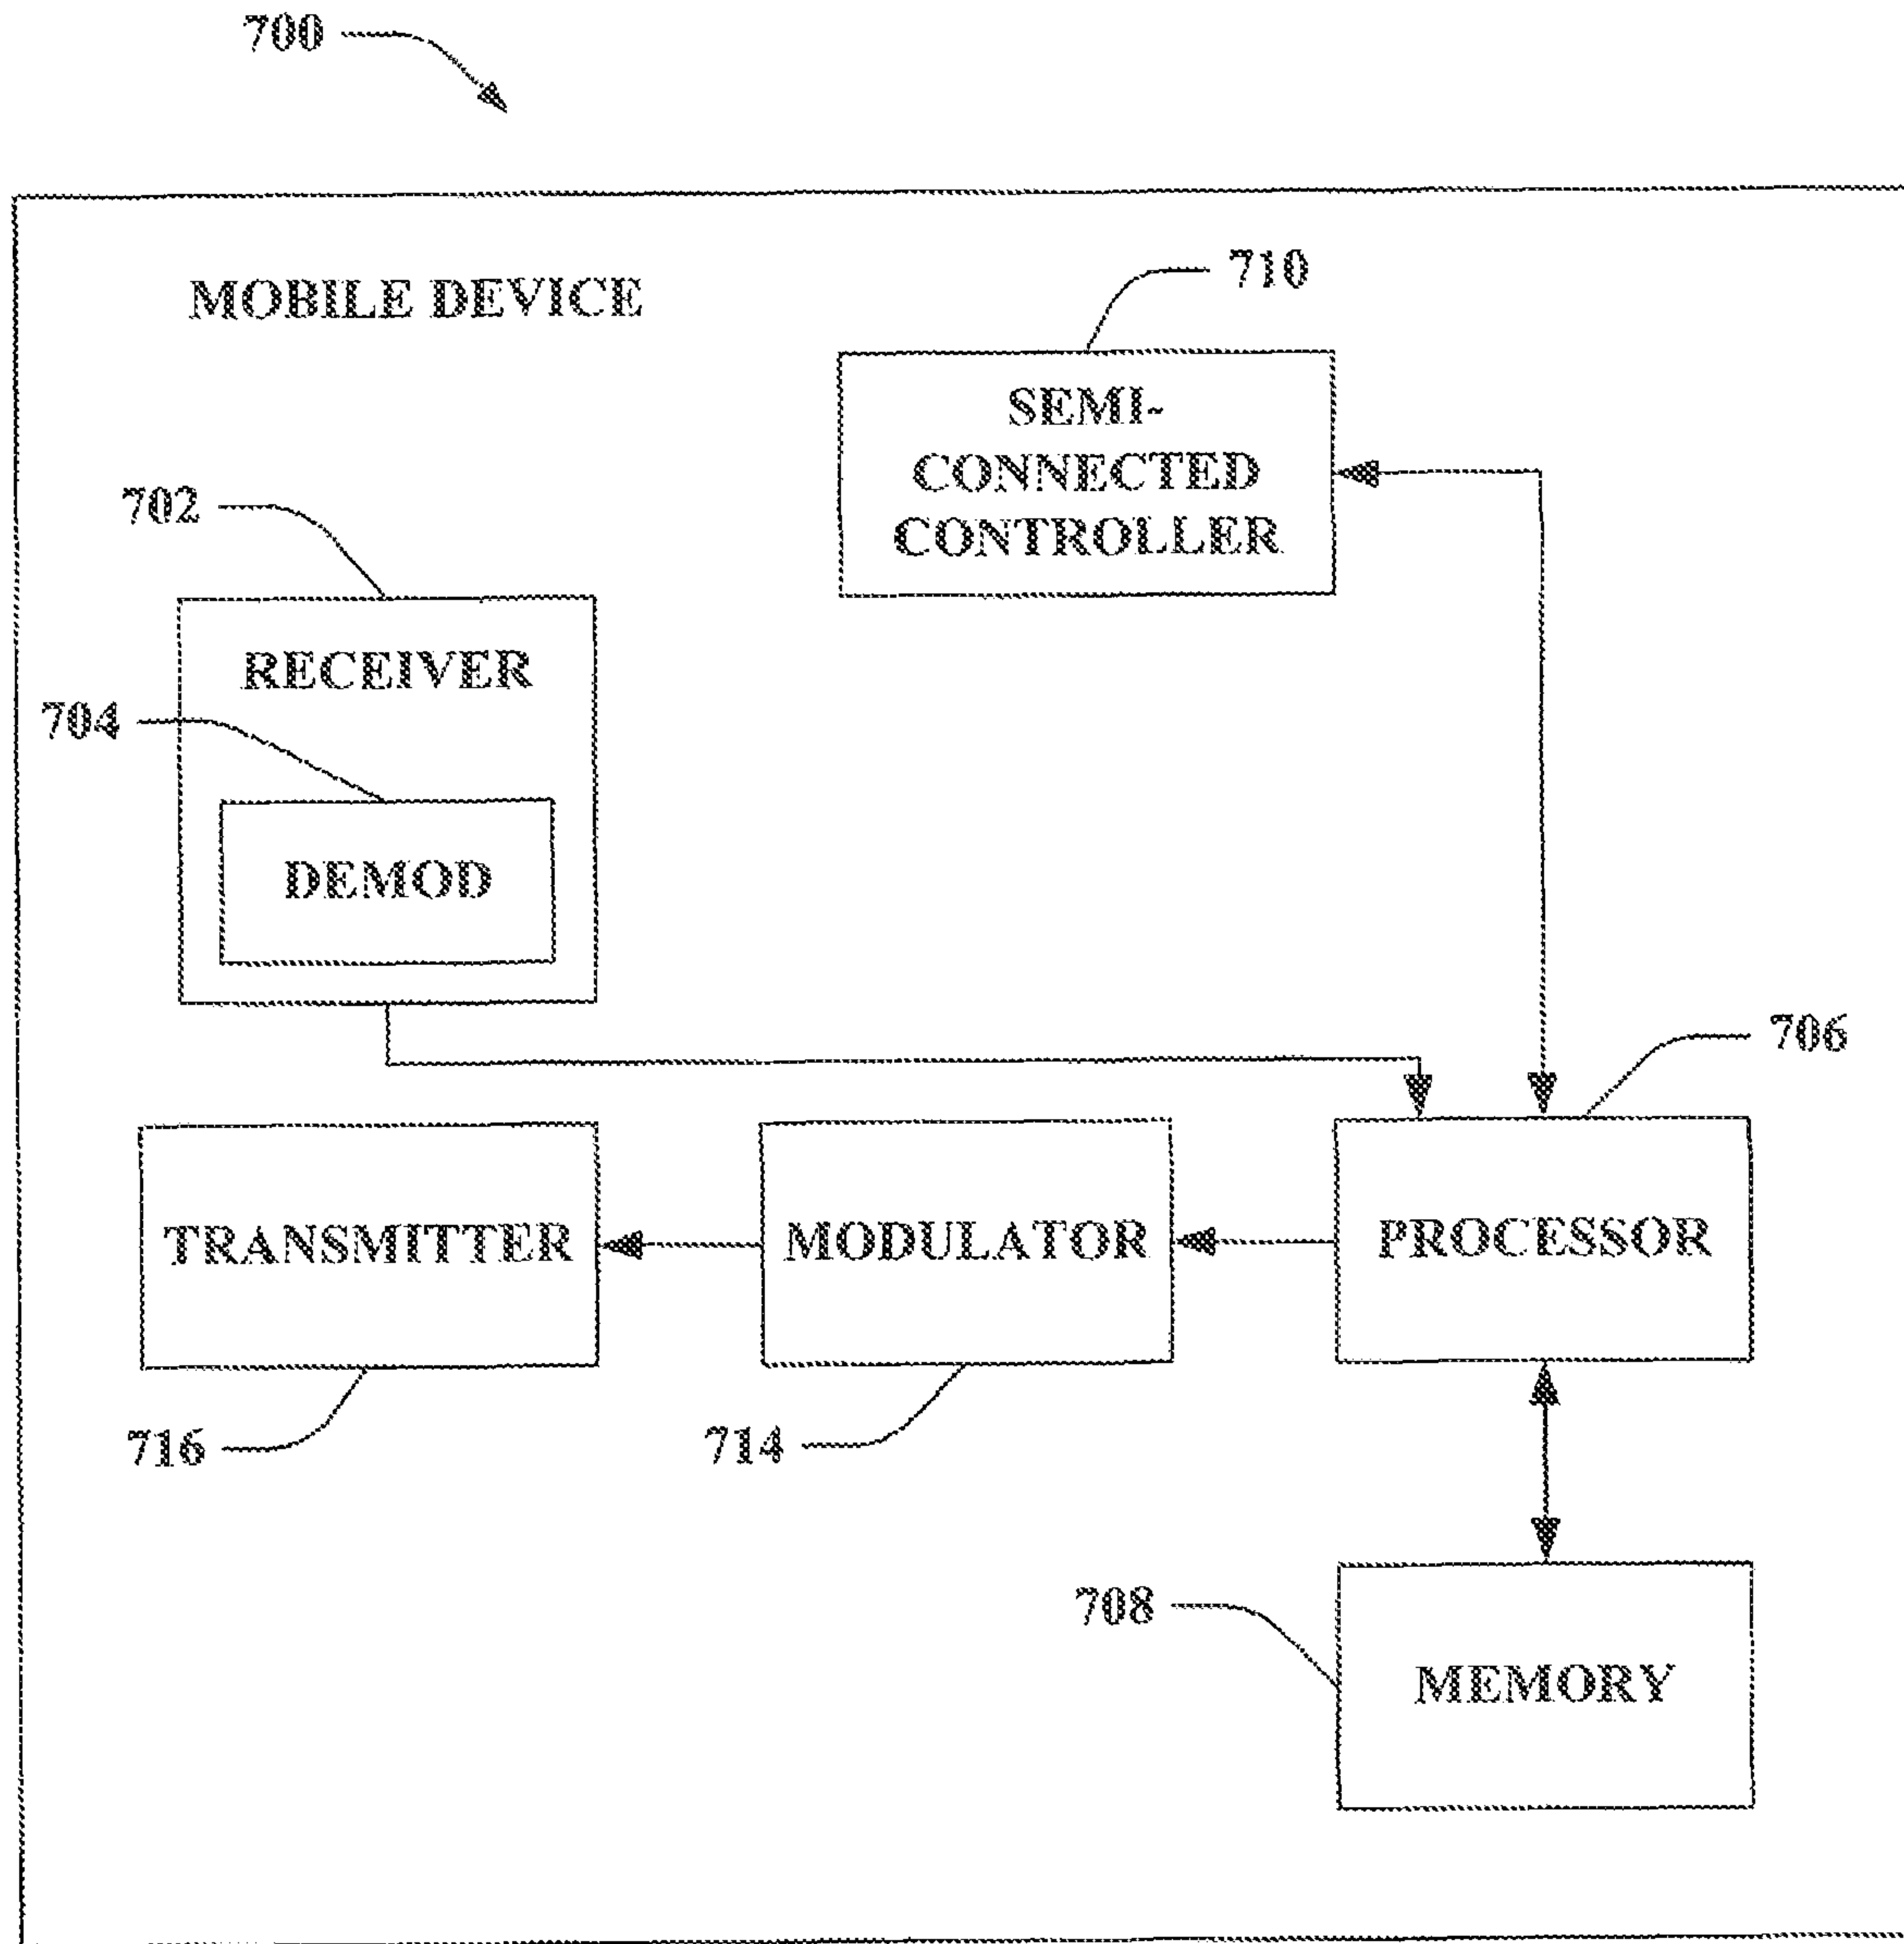 700
MOBILE DEVICE
710
SEMI-
CONNECTED
CONTROLLER
702
RECEIVER
704
DEMOD
706
TRANSMITTER
MODULATOR
PROCESSOR
716
714
708
MEMORY